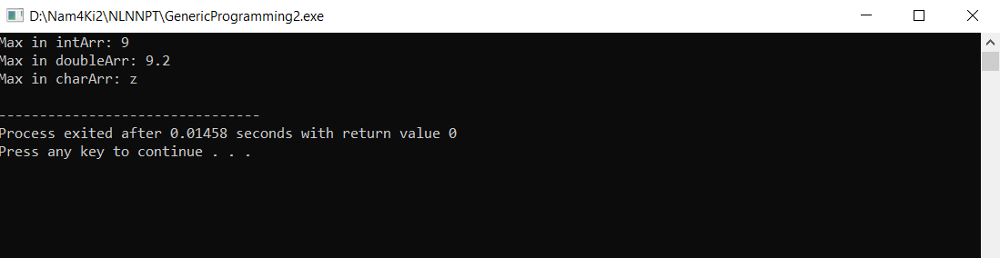 D:\Nam4Ki2\NLNNPT\GenericProgramming2.exe
Max in intArr: 9
Max in doubleArr: 9.2
Max in charArr: z
--------------------------------
Process exited after 0.01458 seconds with return value 0
Press any key to continue . . .